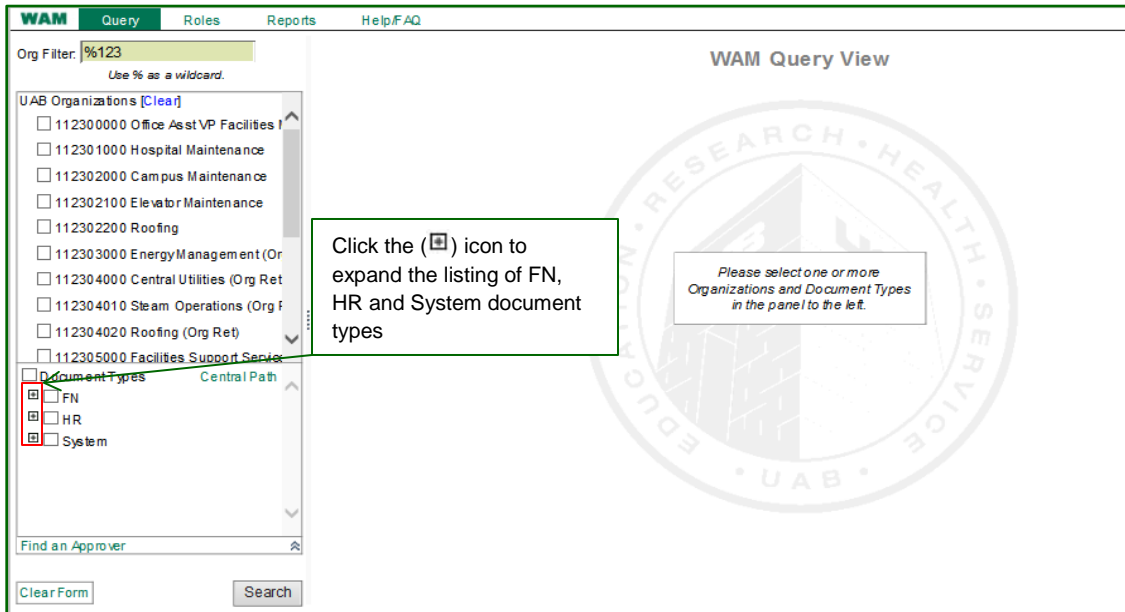 WAM Query Roles Reports Help/FAQ
Org Filter: %123
Use % as a wildcard.
UAB Organizations [Clear]
112300000 Office Asst VP Facilities
112301000 Hospital Maintenance
112302000 Campus Maintenance
112302100 Elevator Maintenance
112302200 Roofing
112303000 Energy Management (Or
112304000 Central Utilities (Org Ret
112304010 Steam Operations (Org
112304020 Roofing (Org Ret)
112305000 Facilities Support Service
Document Types Central Path
FN
HR
System
Find an Approver
Clear Form Search
Click the ( ) icon to
expand the listing of FN,
HR and System document
types
WAM Query View
Please select one or more
Organizations and Document Types
in the panel to the left.
EDUCATION • RESEARCH • HEALTH • SERVICE
• UAB •